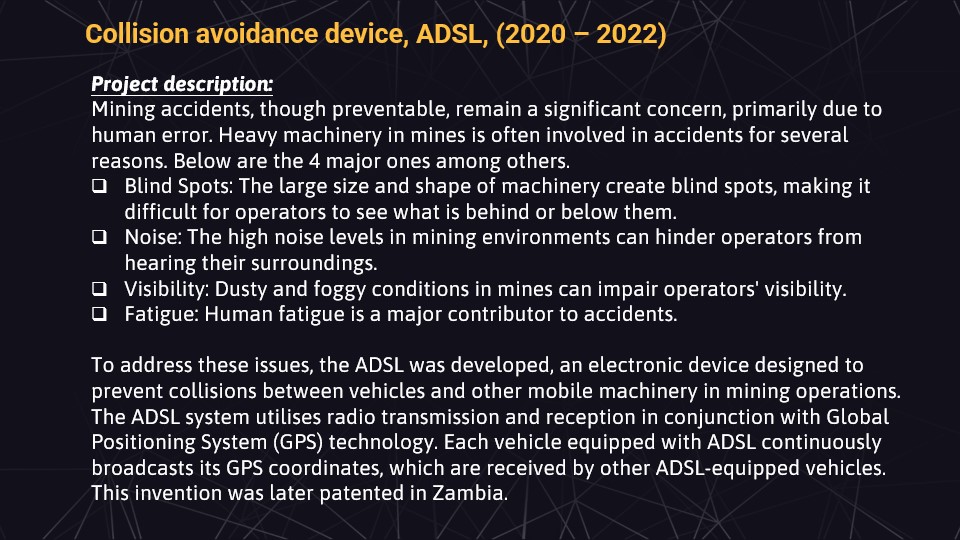 Collision avoidance device, ADSL, (2020 – 2022)
Project description:
Mining accidents, though preventable, remain a significant concern, primarily due to
human error. Heavy machinery in mines is often involved in accidents for several
reasons. Below are the 4 major ones among others.
❑ Blind Spots: The large size and shape of machinery create blind spots, making it
difficult for operators to see what is behind or below them.
❑ Noise: The high noise levels in mining environments can hinder operators from
hearing their surroundings.
❑ Visibility: Dusty and foggy conditions in mines can impair operators' visibility.
❑ Fatigue: Human fatigue is a major contributor to accidents.
To address these issues, the ADSL was developed, an electronic device designed to
prevent collisions between vehicles and other mobile machinery in mining operations.
The ADSL system utilises radio transmission and reception in conjunction with Global
Positioning System (GPS) technology. Each vehicle equipped with ADSL continuously
broadcasts its GPS coordinates, which are received by other ADSL-equipped vehicles.
This invention was later patented in Zambia.